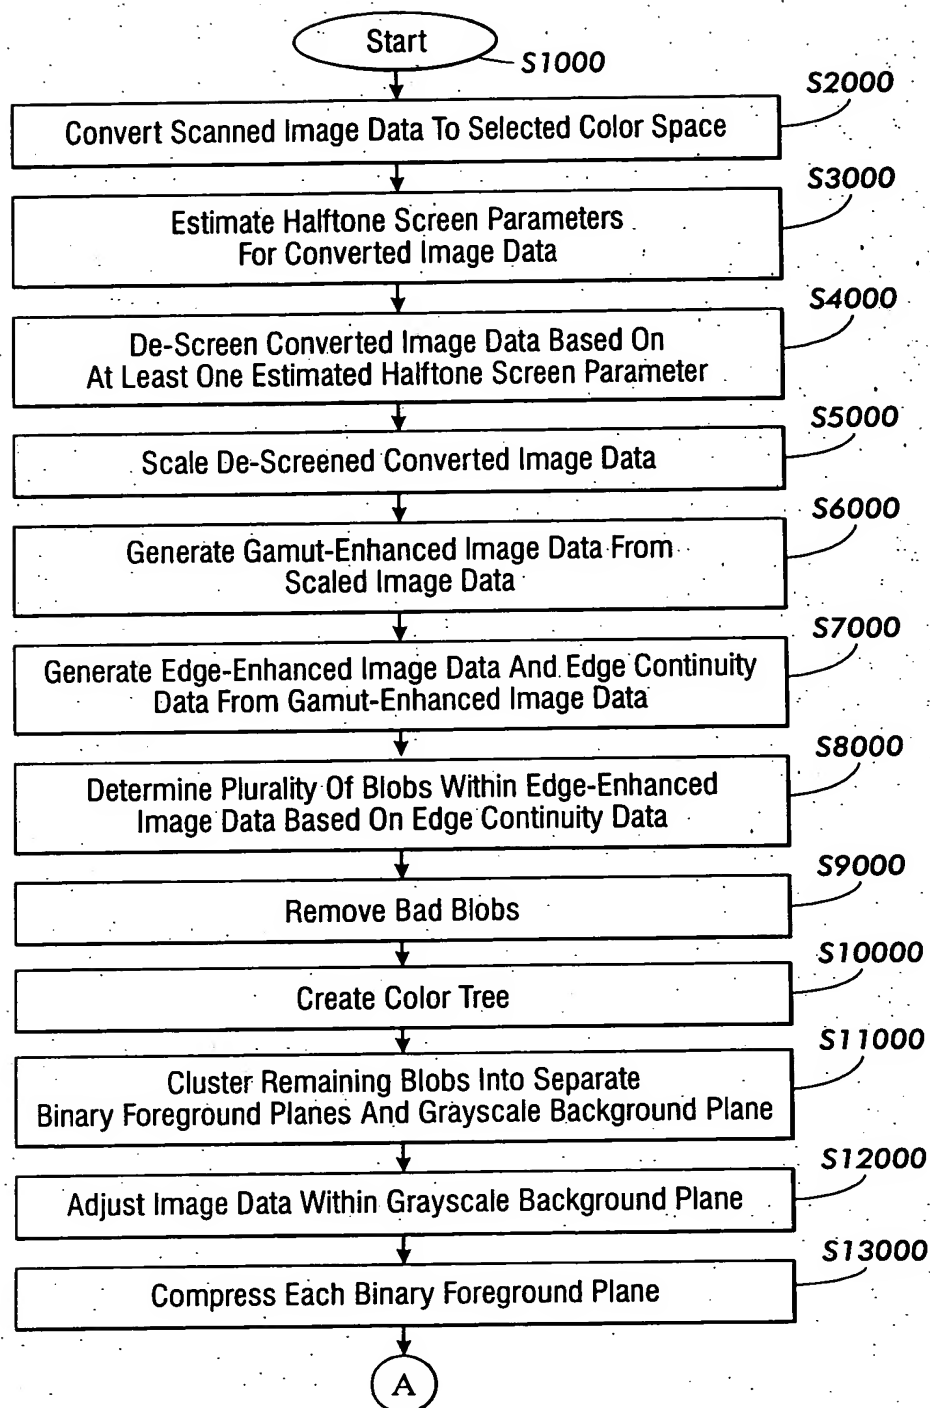 Start
S1000
S2000
Convert Scanned Image Data To Selected Color Space
S3000
Estimate Halftone Screen Parameters
For Converted Image Data
S4000
De-Screen Converted Image Data Based On
At Least One Estimated Halftone Screen Parameter
S5000
Scale De-Screened Converted Image Data
S6000
Generate Gamut-Enhanced Image Data From
Scaled Image Data
S7000
Generate Edge-Enhanced Image Data And Edge Continuity
Data From Gamut-Enhanced Image Data
S8000
Determine Plurality Of Blobs Within Edge-Enhanced
Image Data Based On Edge Continuity Data
S9000
Remove Bad Blobs
S10000
Create Color Tree
S11000
Cluster Remaining Blobs Into Separate
Binary Foreground Planes And Grayscale Background Plane
S12000
Adjust Image Data Within Grayscale Background Plane
S13000
Compress Each Binary Foreground Plane
A